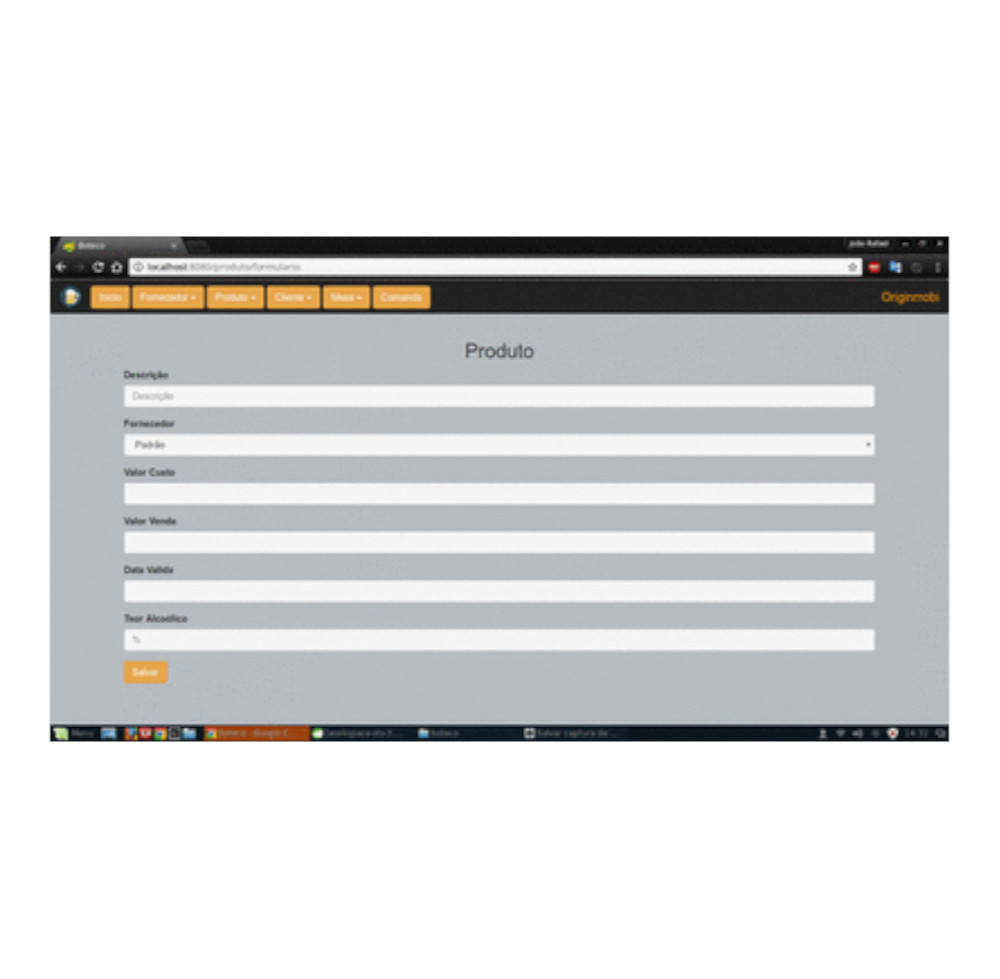 Boteco
João Rafael
localhost:8080/produto/formulario
Início Fornecedor Produto Cliente Mesa Comanda Originmobi
Produto
Descrição
Descrição
Fornecedor
Padrão
Valor Custo
Valor Venda
Data Valida
Teor Alcoólico
%
Salvar
Menu Boteco - Google C boteco Salvar captura de ... 14:32